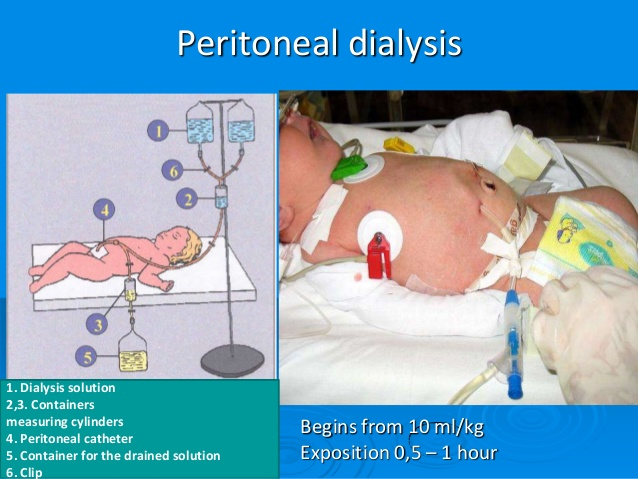 Peritoneal dialysis
1
6
2
4
3
5
1. Dialysis solution
2,3. Containers
measuring cylinders
4. Peritoneal catheter
5. Container for the drained solution
6. Clip
Begins from 10 ml/kg
Exposition 0,5 – 1 hour